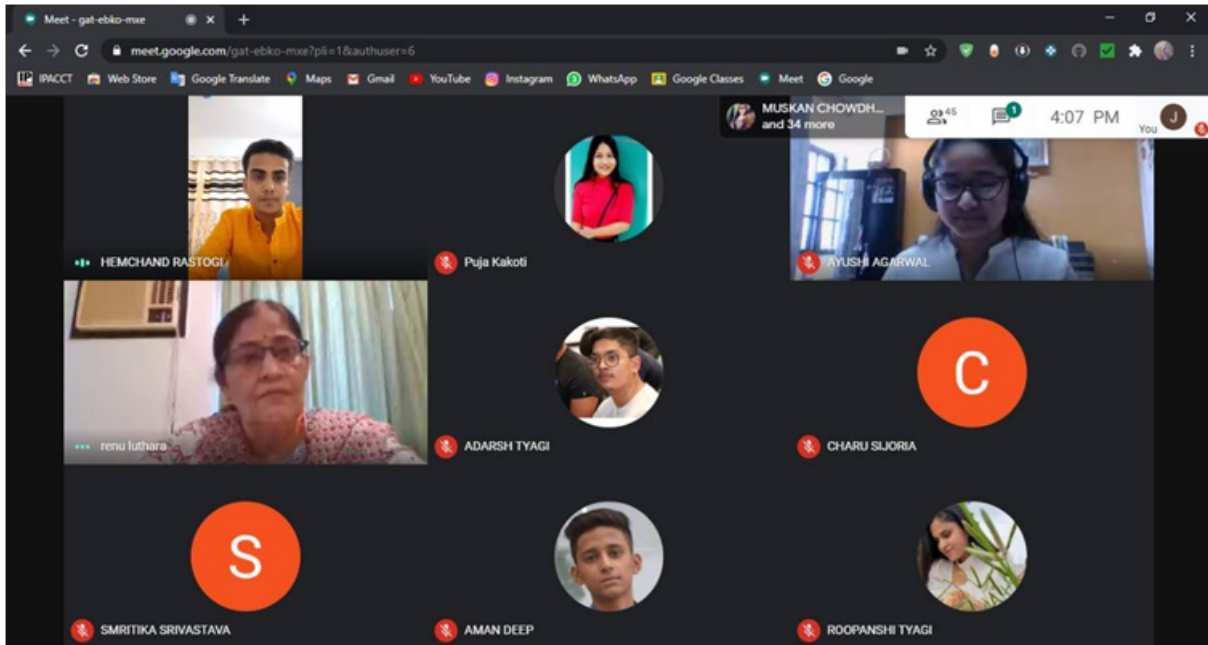 Meet - gat-ebko-mxe
meet.google.com/gat-ebko-mxe?pli=1&authuser=6
IP IPACCT Web Store Google Translate Maps Gmail YouTube Instagram WhatsApp Google Classes Meet Google
MUSKAN CHOWDH...
and 34 more
45
1
4:07 PM
You
J
HEMCHAND RASTOGI
Puja Kakoti
AYUSHI AGARWAL
renu luthara
ADARSH TYAGI
C
CHARU SIJORIA
S
SMRITIKA SRIVASTAVA
AMAN DEEP
ROOPANSHI TYAGI